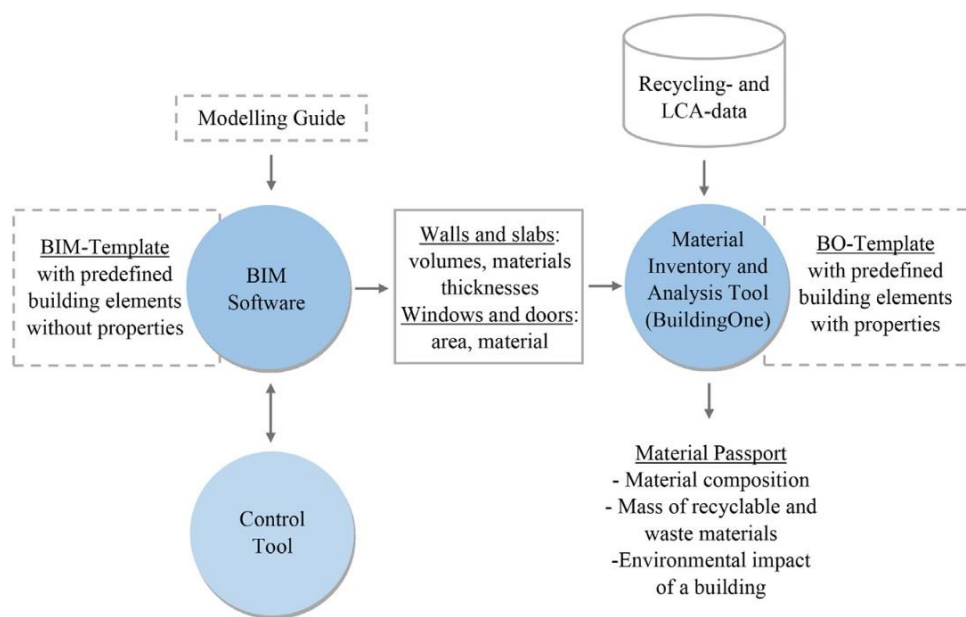 Recycling- and
LCA-data
Modelling Guide
BIM-Template
with predefined
building elements
without properties
BIM
Software
Walls and slabs:
volumes, materials
thicknesses
Windows and doors:
area, material
Material
Inventory and
Analysis Tool
(BuildingOne)
BO-Template
with predefined
building elements
with properties
Control
Tool
Material Passport
- Material composition
- Mass of recyclable and
waste materials
-Environmental impact
of a building